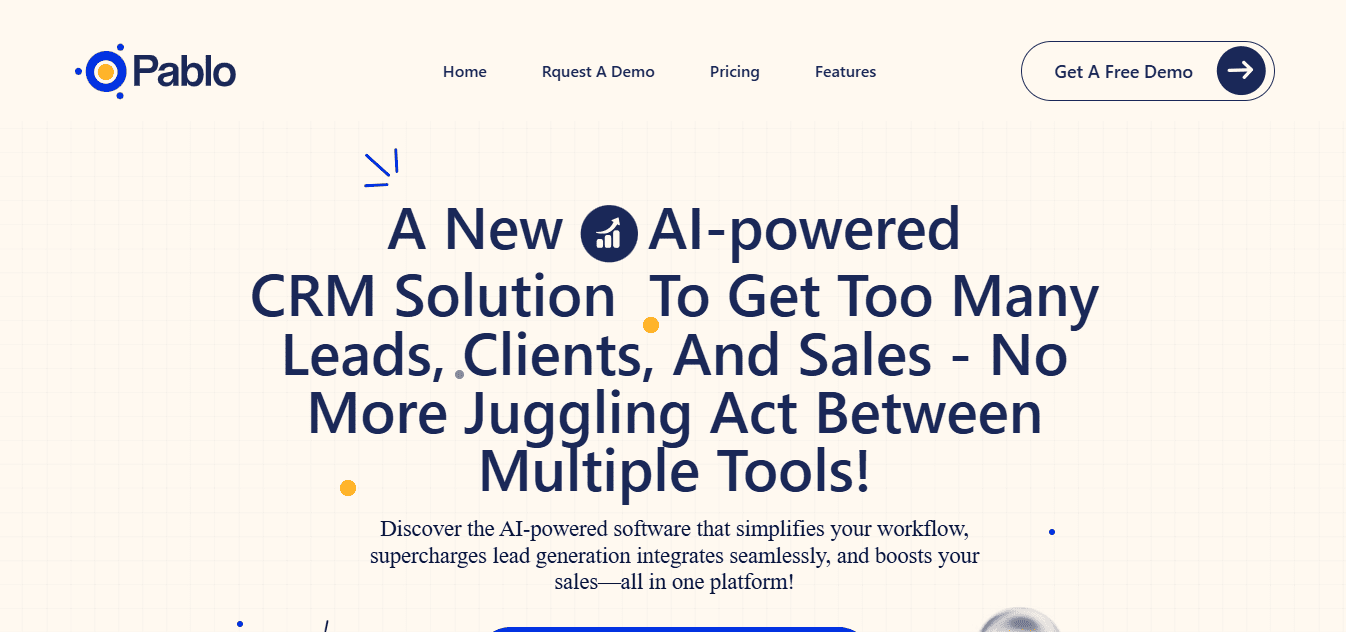 Pablo
Home
Rquest A Demo
Pricing
Features
Get A Free Demo
A New AI-powered
CRM Solution To Get Too Many
Leads, Clients, And Sales - No
More Juggling Act Between
Multiple Tools!
Discover the AI-powered software that simplifies your workflow,
supercharges lead generation integrates seamlessly, and boosts your
sales—all in one platform!